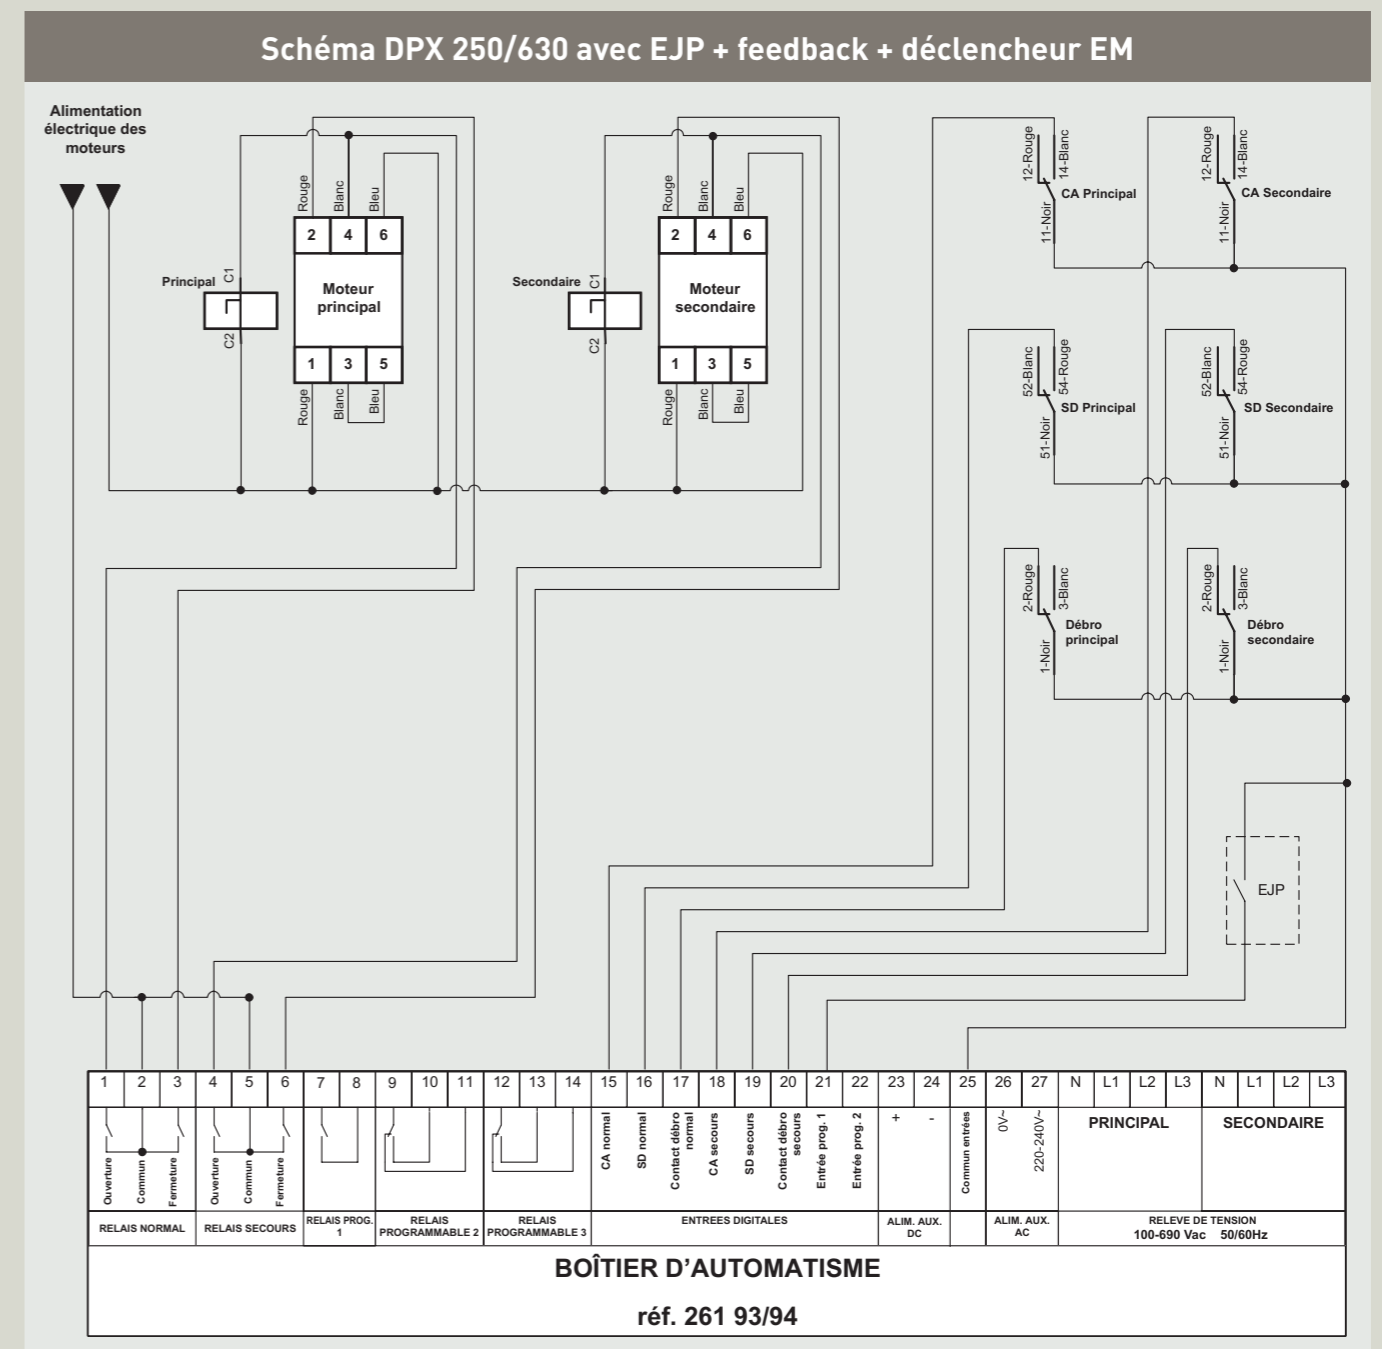 Schéma DPX 250/630 avec EJP + feedback + déclencheur EM
Alimentation
électrique des
moteurs
Rouge
Blanc
Bleu
2 4 6
Principal
C1
C2
Moteur
principal
1 3 5
Rouge
Blanc
Bleu
Rouge
Blanc
Bleu
2 4 6
Secondaire
C1
C2
Moteur
secondaire
1 3 5
Rouge
Blanc
Bleu
12-Rouge
14-Blanc
11-Noir
CA Principal
12-Rouge
14-Blanc
11-Noir
CA Secondaire
52-Blanc
54-Rouge
51-Noir
SD Principal
52-Blanc
54-Rouge
51-Noir
SD Secondaire
2-Rouge
3-Blanc
1-Noir
Débro
principal
2-Rouge
3-Blanc
1-Noir
Débro
secondaire
EJP
1 2 3 4 5 6 7 8 9 10 11 12 13 14 15 16 17 18 19 20 21 22 23 24 25 26 27 N L1 L2 L3 N L1 L2 L3
Ouverture
Commun
Fermeture
Ouverture
Commun
Fermeture
CA normal
SD normal
Contact débro
normal
CA secours
SD secours
Contact débro
secours
Entrée prog. 1
Entrée prog. 2
+
-
Commun entrées
0V~
220-240V~
PRINCIPAL
SECONDAIRE
RELAIS NORMAL
RELAIS SECOURS
RELAIS PROG.
1
RELAIS
PROGRAMMABLE 2
RELAIS
PROGRAMMABLE 3
ENTREES DIGITALES
ALIM. AUX.
DC
ALIM. AUX.
AC
RELEVE DE TENSION
100-690 Vac 50/60Hz
BOÎTIER D'AUTOMATISME
réf. 261 93/94